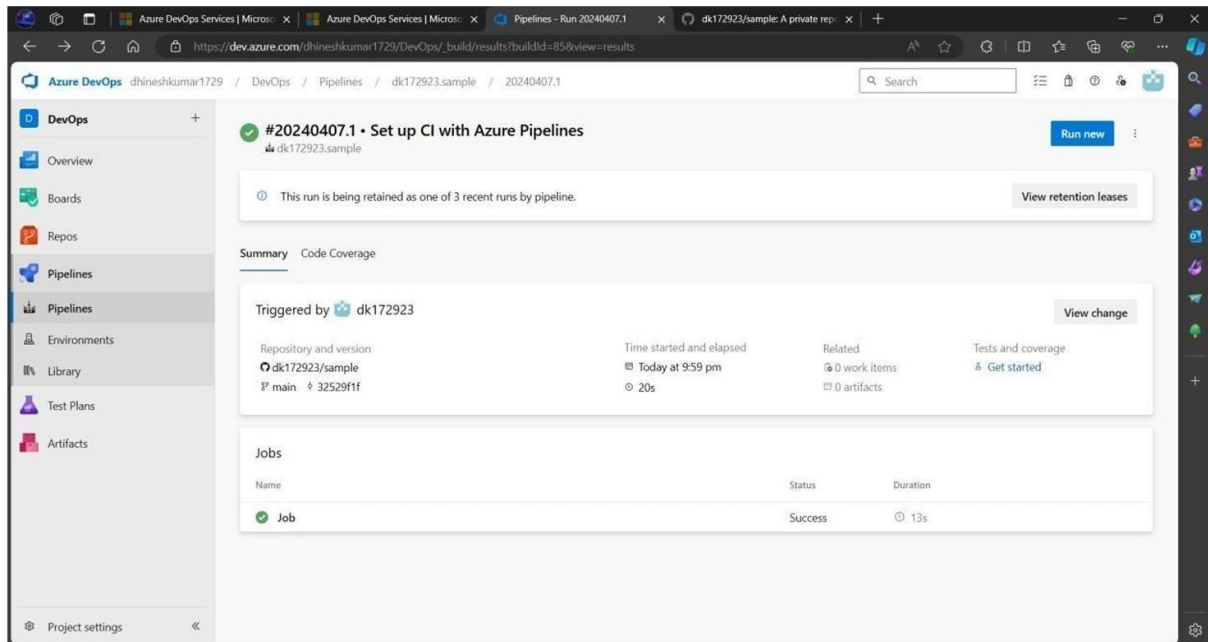 Azure DevOps Services | Microso
Azure DevOps Services | Microso
Pipelines - Run 20240407.1
dk172923/sample: A private repo
https://dev.azure.com/dhineshkumar1729/DevOps/_build/results?buildId=85&view=results
Azure DevOps dhineshkumar1729 / DevOps / Pipelines / dk172923.sample / 20240407.1
Search
D DevOps
Overview
Boards
Repos
Pipelines
Pipelines
Environments
Library
Test Plans
Artifacts
Project settings
#20240407.1 • Set up CI with Azure Pipelines
dk172923.sample
Run new
This run is being retained as one of 3 recent runs by pipeline.
View retention leases
Summary Code Coverage
Triggered by dk172923
View change
Repository and version
dk172923/sample
main 32529f1f
Time started and elapsed
Today at 9:59 pm
20s
Related
0 work items
0 artifacts
Tests and coverage
Get started
Jobs
Name Status Duration
Job Success 13s